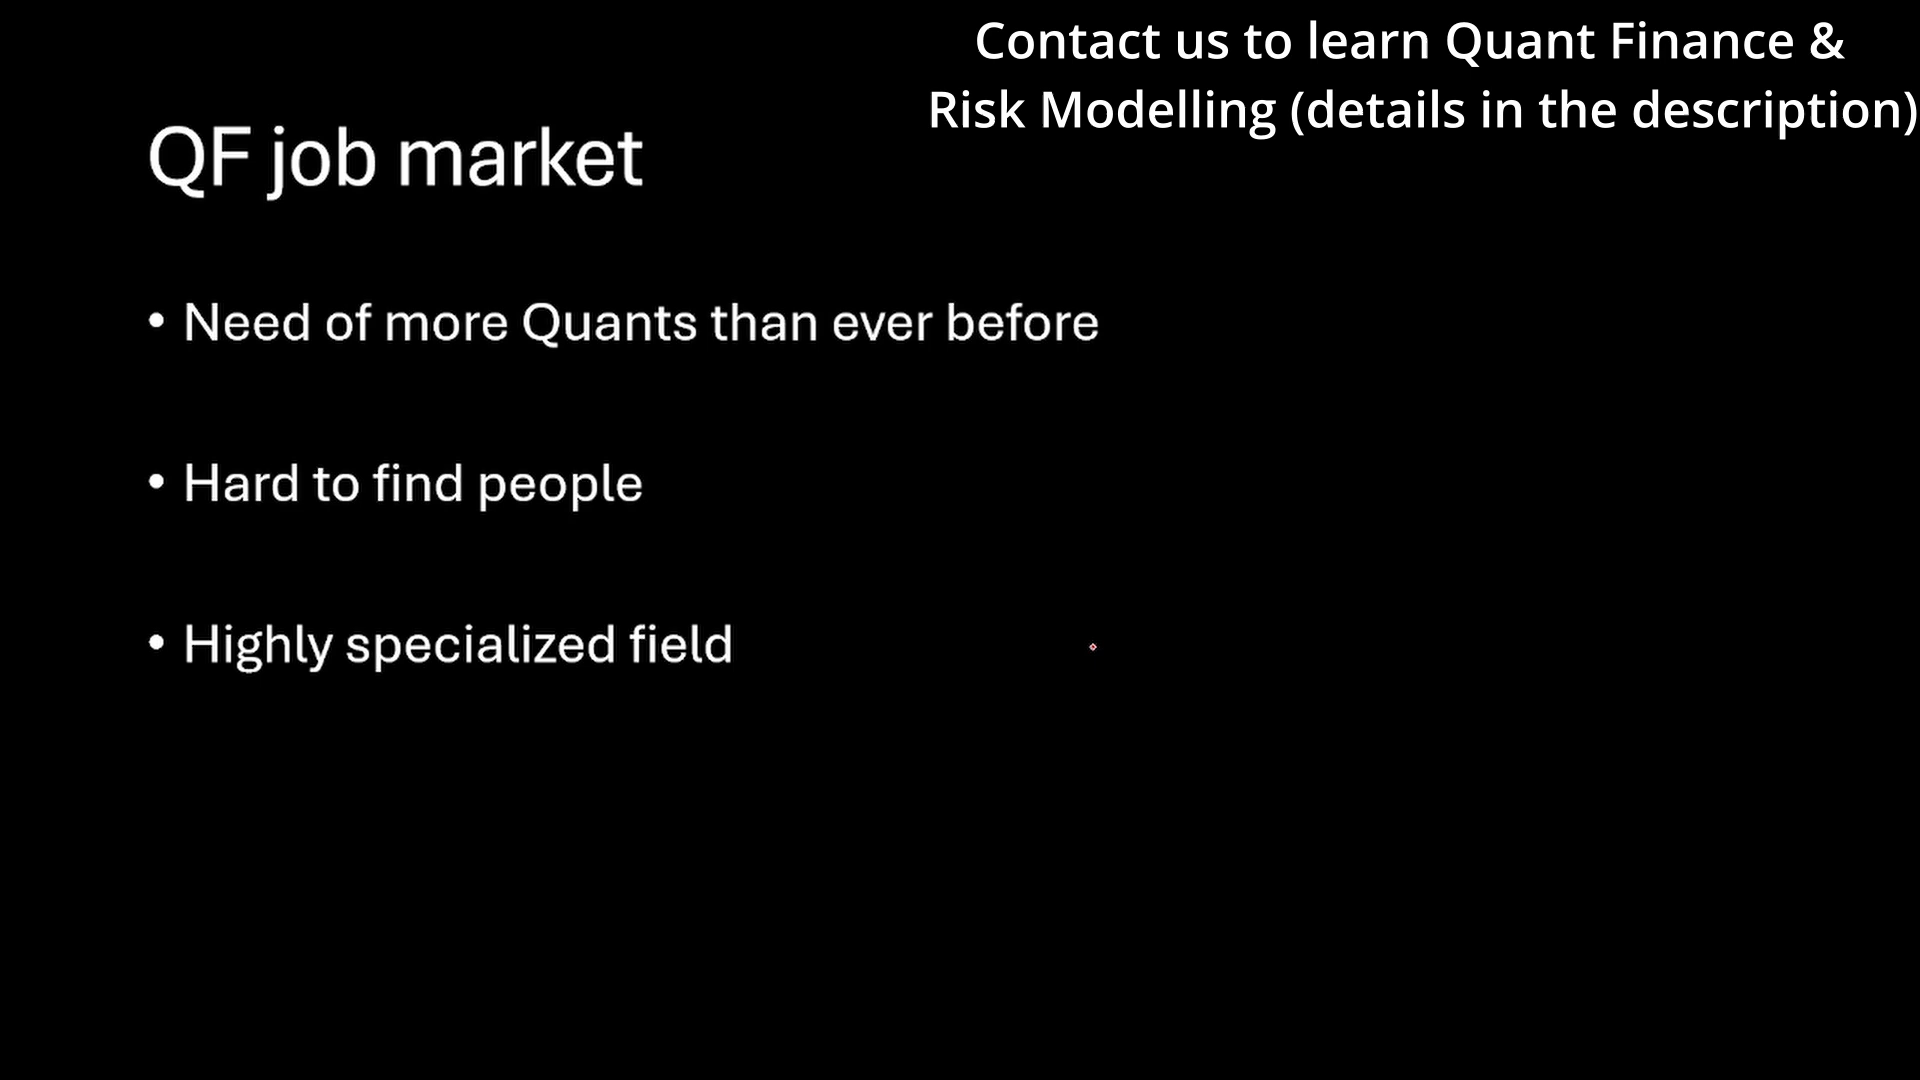 Contact us to learn Quant Finance &
Risk Modelling (details in the description)
QF job market
• Need of more Quants than ever before
• Hard to find people
• Highly specialized field